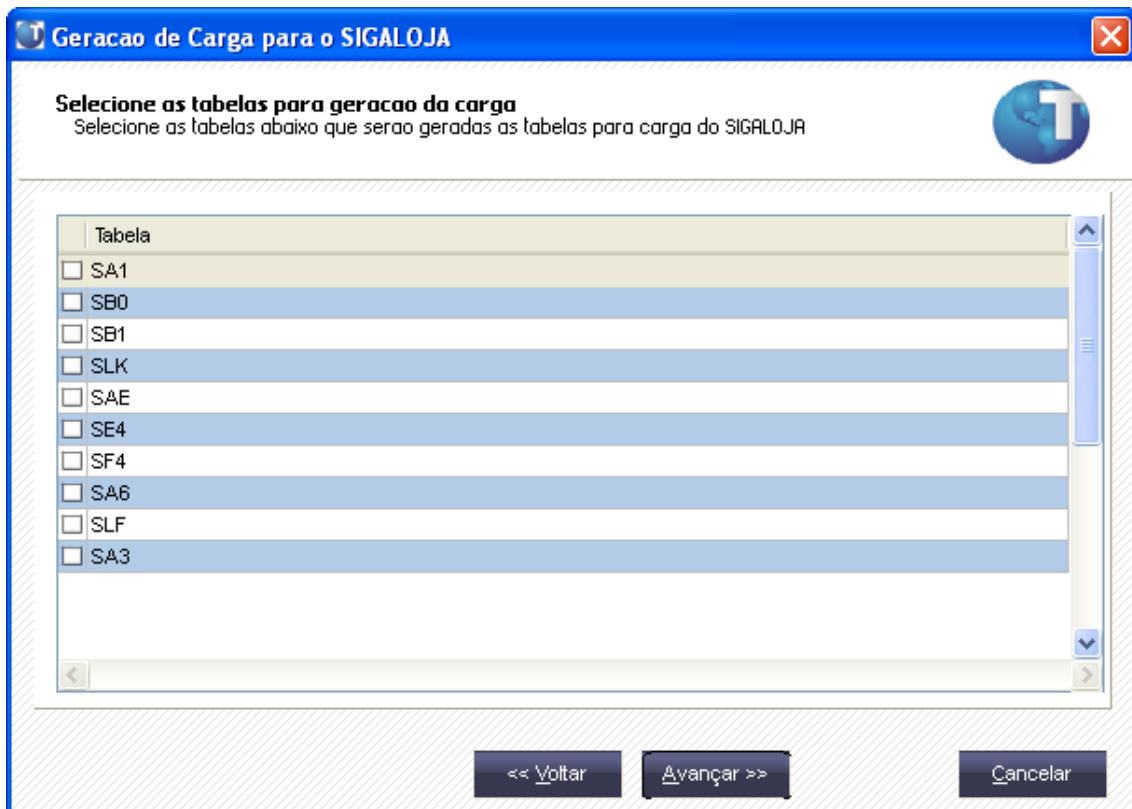 Geracao de Carga para o SIGALOJA
Selecione as tabelas para geracao da carga
Selecione as tabelas abaixo que serao geradas as tabelas para carga do SIGALOJA
Tabela
SA1
SB0
SB1
SLK
SAE
SE4
SF4
SA6
SLF
SA3
<< Voltar Avançar >> Cancelar